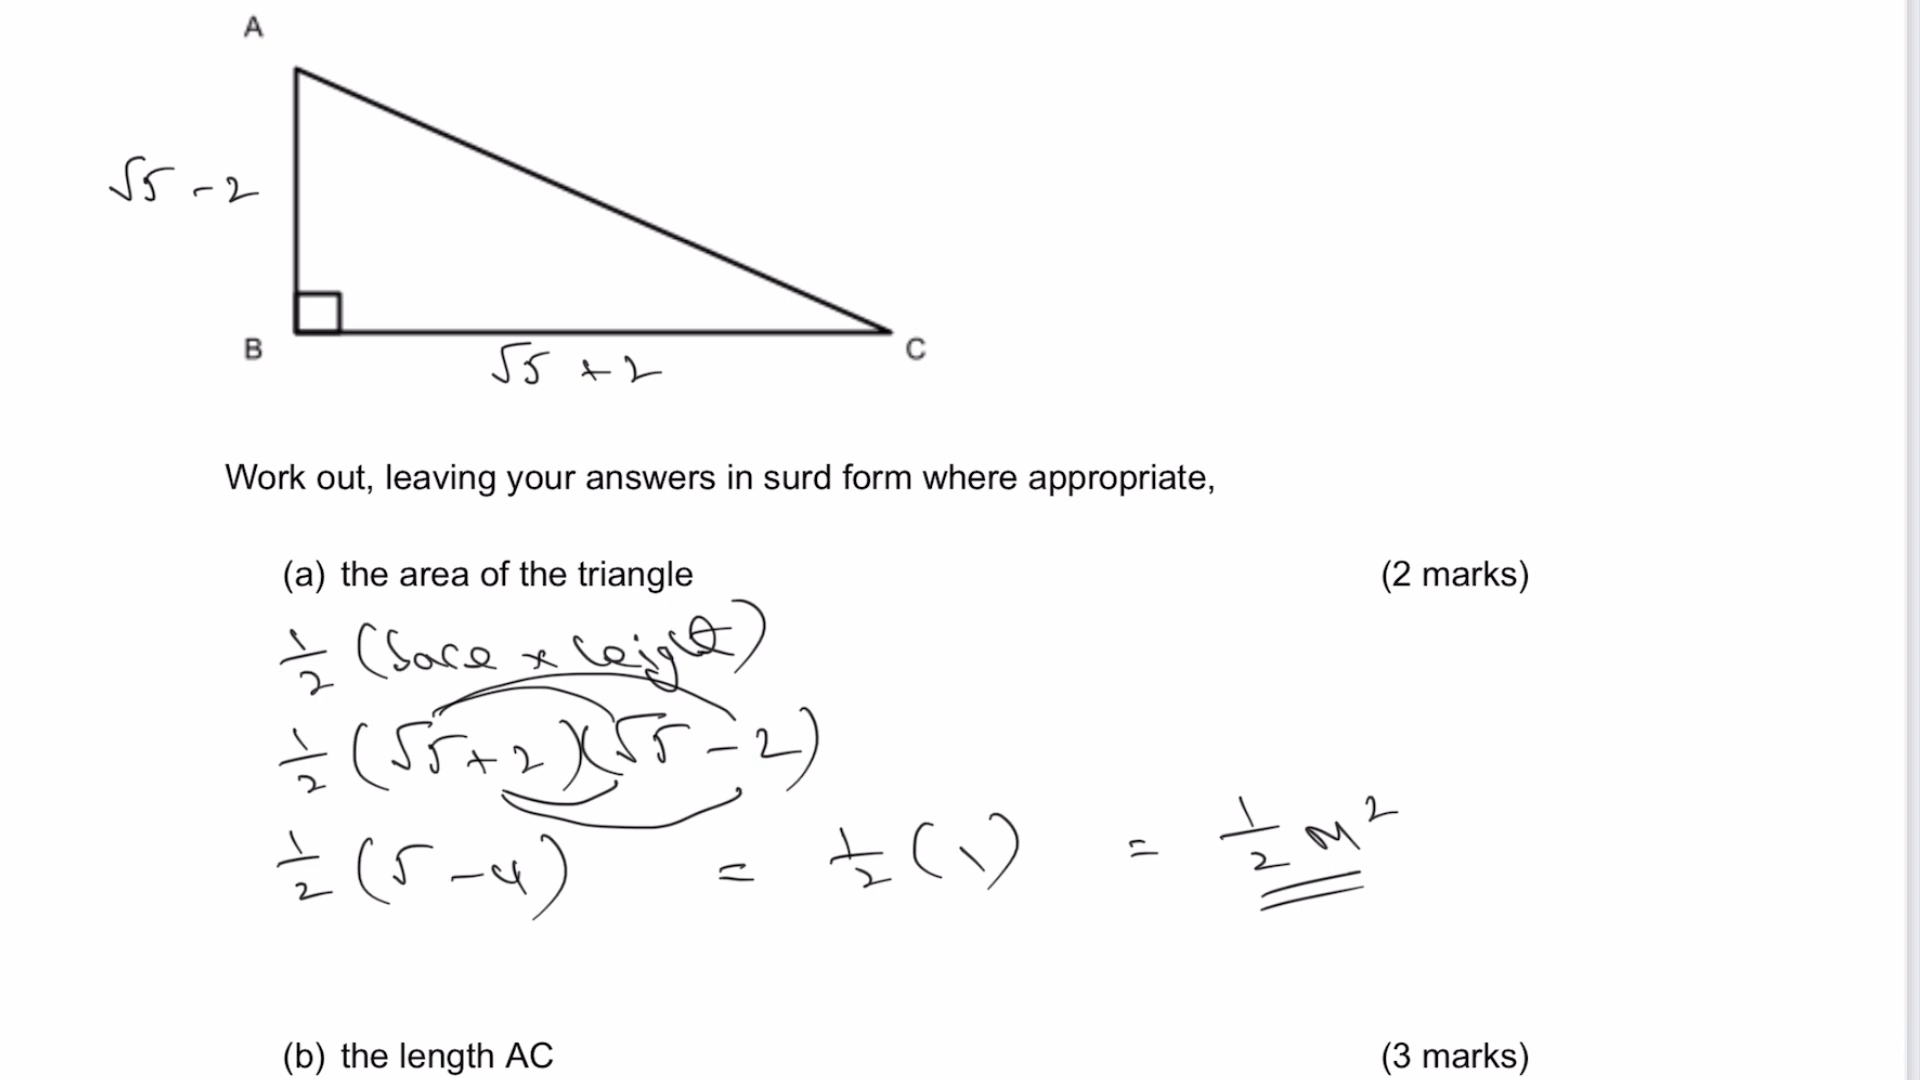 A
√5 - 2
B
C
√5 + 2
Work out, leaving your answers in surd form where appropriate,
(a) the area of the triangle (2 marks)
1/2 (base × height)
1/2 (√5 + 2)(√5 - 2)
1/2 (5 - 4) = 1/2 (1) = 1/2 m²
(b) the length AC (3 marks)